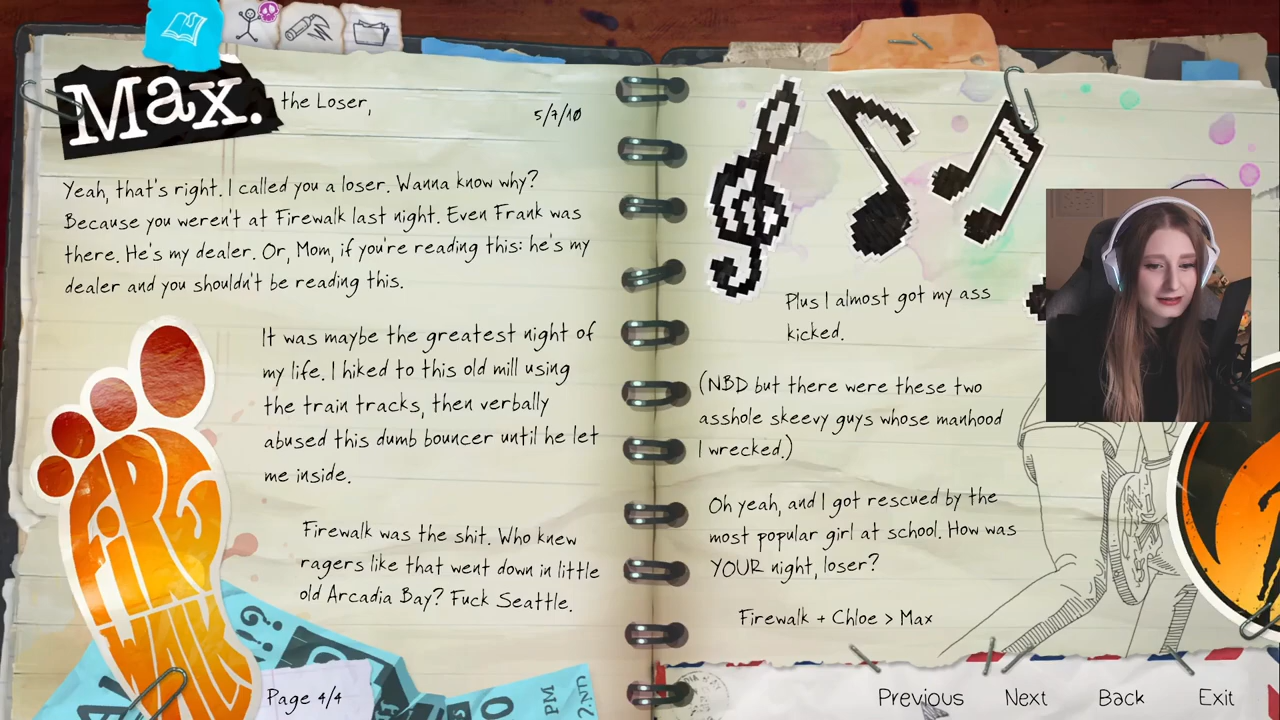 Max. the Loser,
5/7/10
Yeah, that's right. I called you a loser. Wanna know why?
Because you weren't at Firewalk last night. Even Frank was
there. He's my dealer. Or, Mom, if you're reading this: he's my
dealer and you shouldn't be reading this.
It was maybe the greatest night of
my life. I hiked to this old mill using
the train tracks, then verbally
abused this dumb bouncer until he let
me inside.
Firewalk was the shit. Who knew
ragers like that went down in little
old Arcadia Bay? Fuck Seattle.
FIRE
WALK
PM
2.ND
Page 4/4
Plus I almost got my ass
kicked.
(NBD but there were these two
asshole skeevy guys whose manhood
I wrecked.)
Oh yeah, and I got rescued by the
most popular girl at school. How was
YOUR night, loser?
Firewalk + Chloe > Max
Previous Next Back Exit